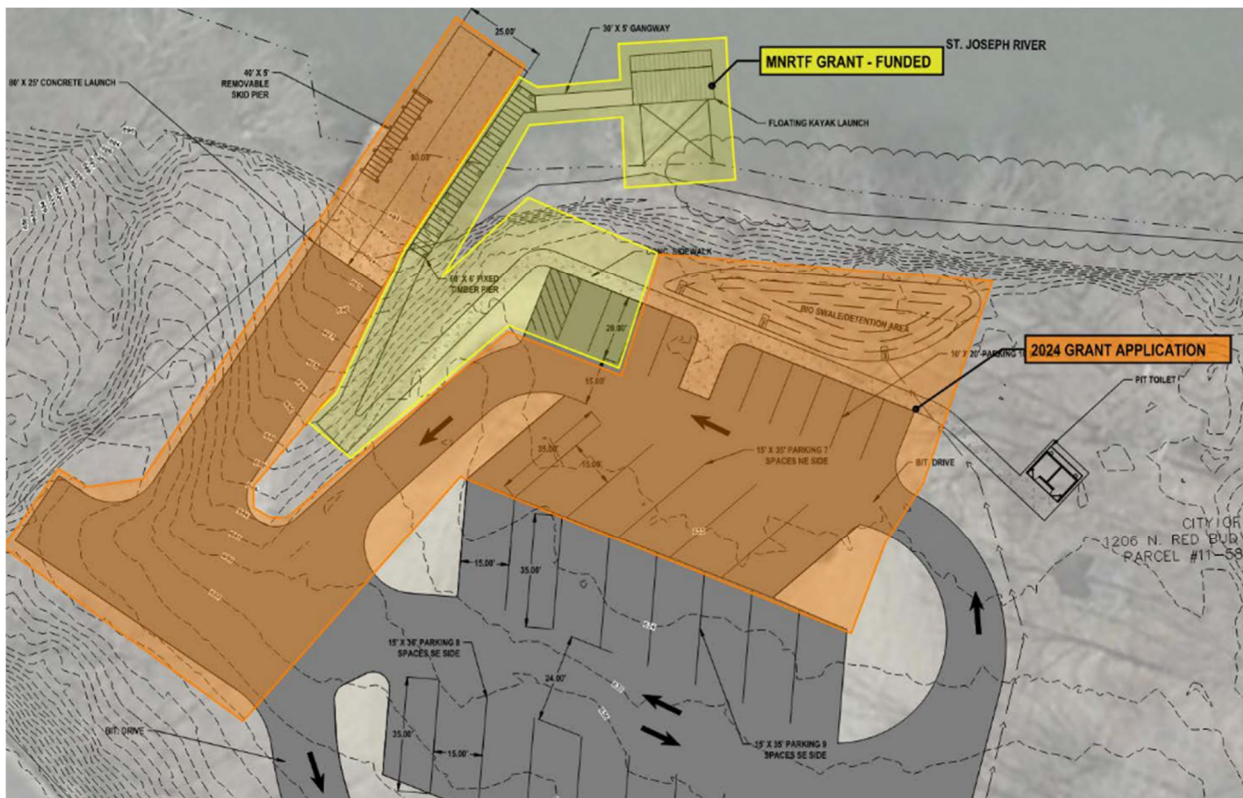 25.00'
30' X 5' GANGWAY
ST. JOSEPH RIVER
MNRTF GRANT - FUNDED
80' X 25' CONCRETE LAUNCH
40' X 5'
REMOVABLE
SKID PIER
FLOATING KAYAK LAUNCH
80.00'
SIDEWALK
60' X 6' FIXED
TIMBER PIER
20.00'
BIO SWALE/DETENTION AREA
2024 GRANT APPLICATION
10' X 20' PARKING
15.00'
PIT TOILET
35.00'
15.00'
15' X 35' PARKING 7
SPACES NE SIDE
BIT. DRIVE
CITY OF
1206 N. RED BUD
PARCEL #11-58
15.00'
35.00'
15' X 35' PARKING 8
SPACES SE SIDE
24.00'
35.00'
15.00'
15' X 35' PARKING 9
SPACES SE SIDE
BIT. DRIVE